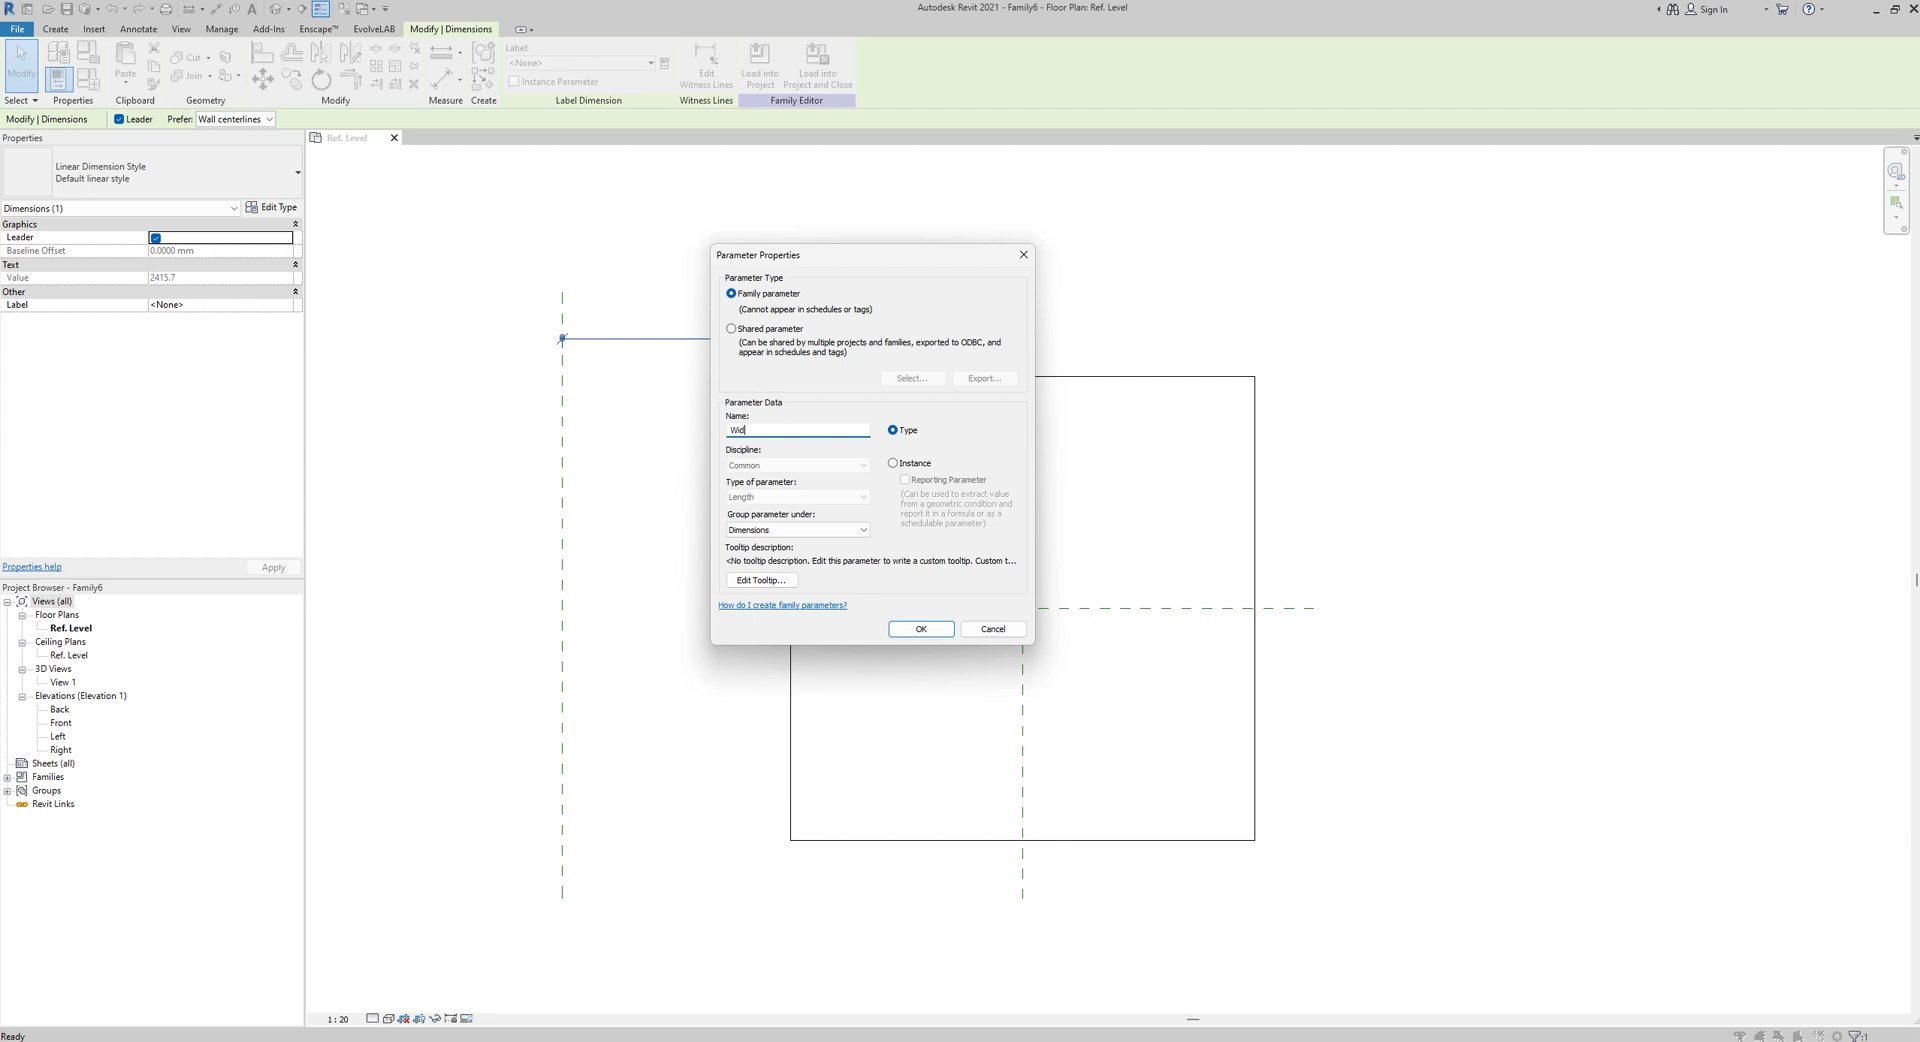 Autodesk Revit 2021 - Family6 - Floor Plan: Ref. Level
Sign In
File Create Insert Annotate View Manage Add-Ins Enscape™ EvolveLAB Modify | Dimensions
Modify
Paste
Cut
Join
Label:
<None>
Instance Parameter
Edit
Witness Lines
Load into
Project
Load into
Project and Close
Select Properties Clipboard Geometry Modify Measure Create Label Dimension Witness Lines Family Editor
Modify | Dimensions Leader Prefer: Wall centerlines
Properties
Linear Dimension Style
Default linear style
Dimensions (1) Edit Type
Graphics
Leader
Baseline Offset 0.0000 mm
Text
Value 2415.7
Other
Label <None>
Properties help Apply
Project Browser - Family6
Views (all)
Floor Plans
Ref. Level
Ceiling Plans
Ref. Level
3D Views
View 1
Elevations (Elevation 1)
Back
Front
Left
Right
Sheets (all)
Families
Groups
Revit Links
Ref. Level
Parameter Properties
Parameter Type
Family parameter
(Cannot appear in schedules or tags)
Shared parameter
(Can be shared by multiple projects and families, exported to ODBC, and
appear in schedules and tags)
Select... Export...
Parameter Data
Name:
Wid
Type
Discipline:
Common
Instance
Type of parameter:
Length
Reporting Parameter
(Can be used to extract value
from a geometric condition and
report it in a formula or as a
schedulable parameter)
Group parameter under:
Dimensions
Tooltip description:
<No tooltip description. Edit this parameter to write a custom tooltip. Custom t...
Edit Tooltip...
How do I create family parameters?
OK Cancel
1 : 20
Ready
:1